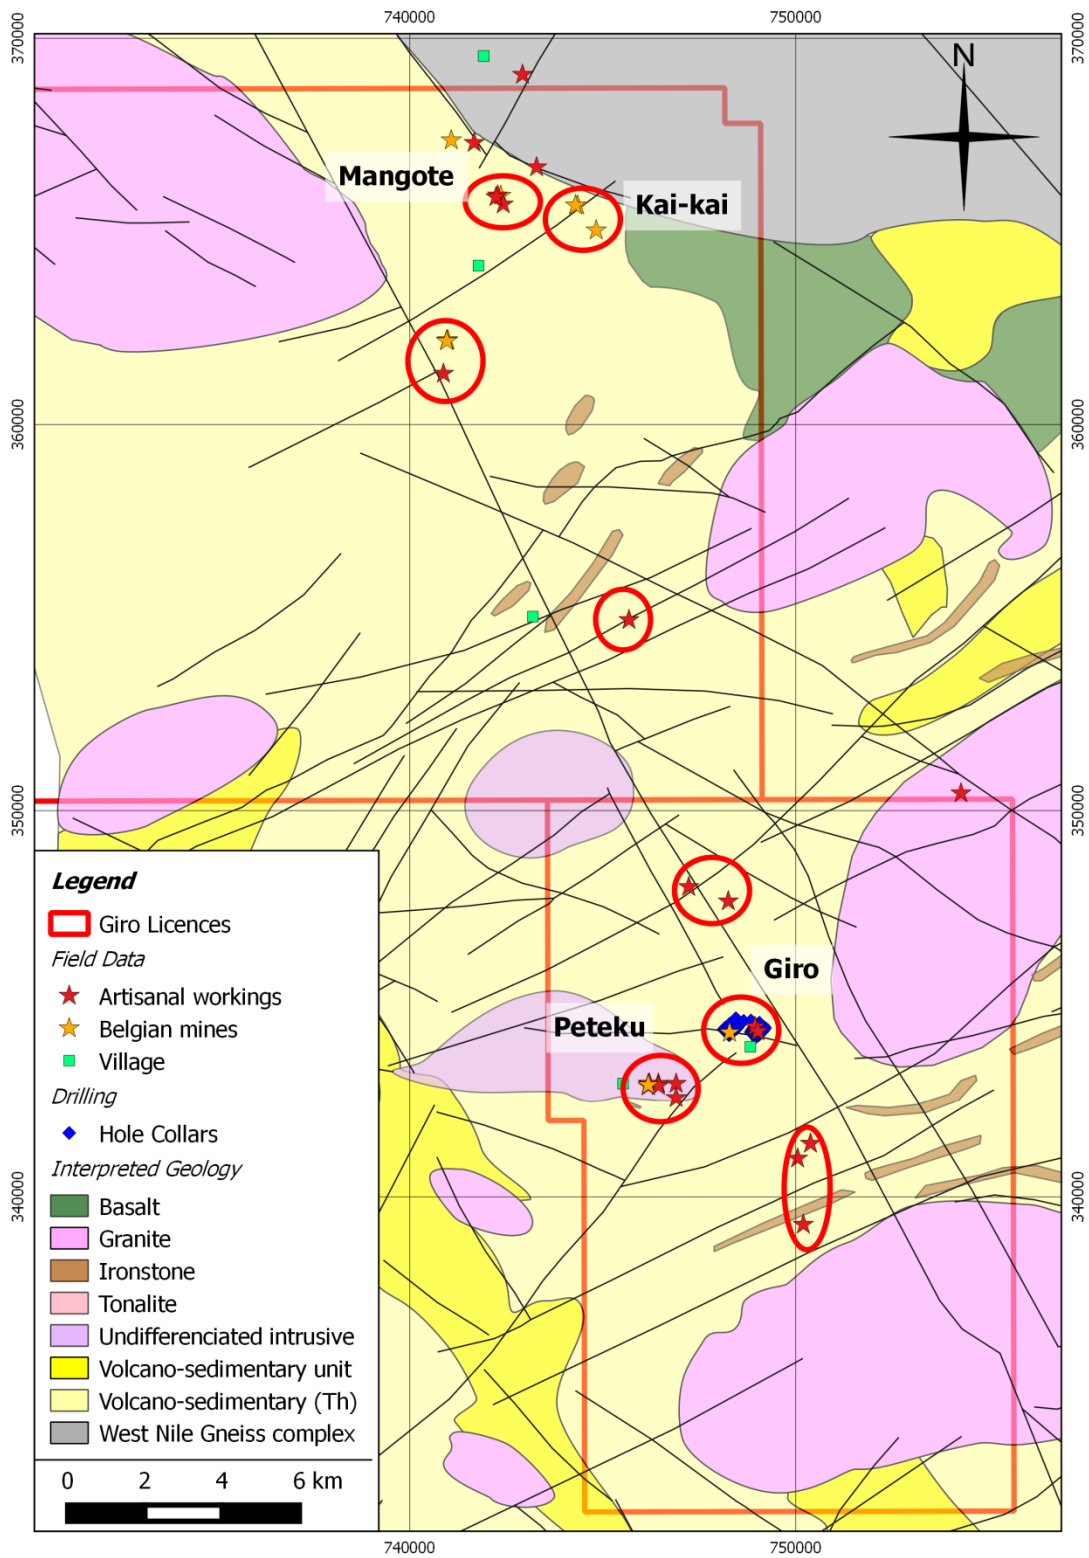 740000
750000
370000
370000
N
Mangote
Kai-kai
360000
360000
350000
350000
Legend
Giro Licences
Giro
Field Data
Artisanal workings
Peteku
Belgian mines
Village
Drilling
Hole Collars
Interpreted Geology
340000
340000
Basalt
Granite
Ironstone
Tonalite
Undifferenciated intrusive
Volcano-sedimentary unit
Volcano-sedimentary (Th)
West Nile Gneiss complex
0 2 4 6 km
740000
750000